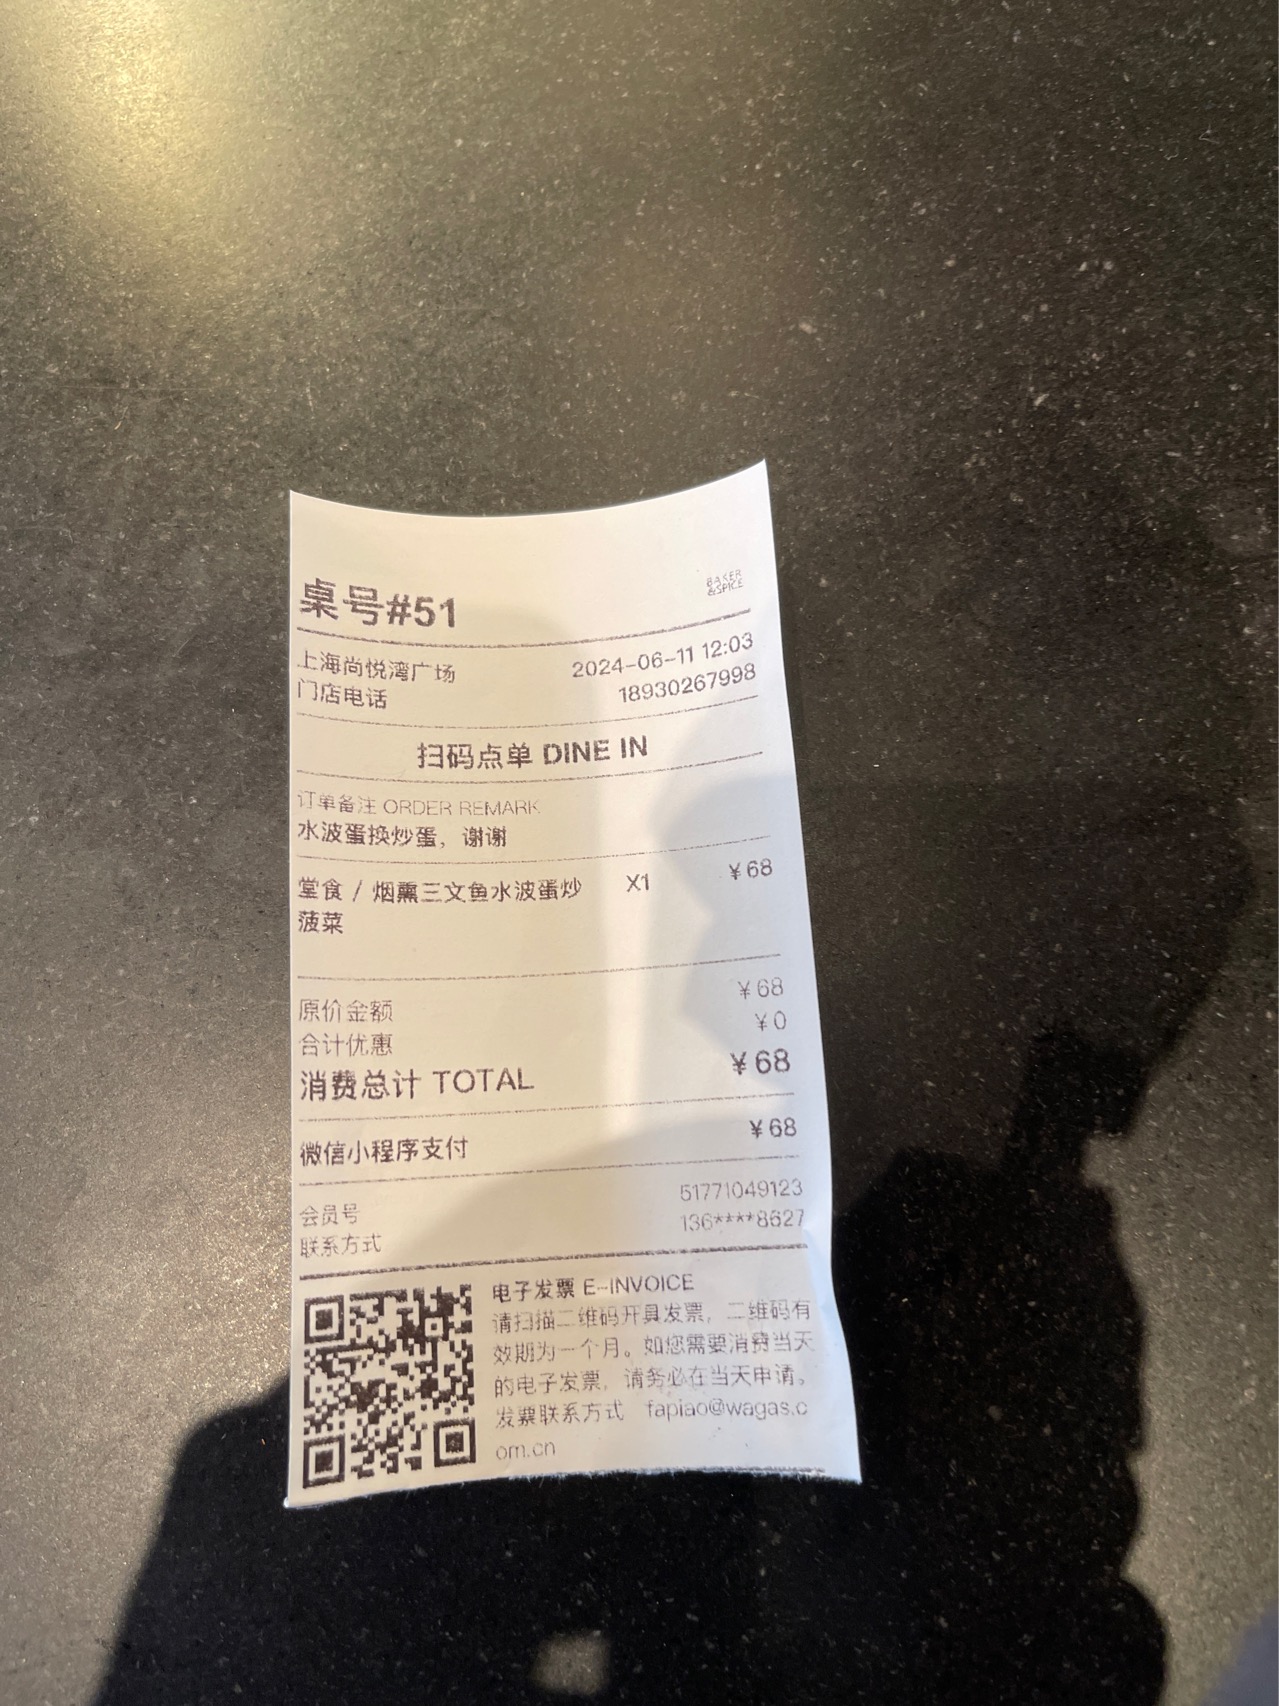 BAKER
&SPICE
桌号#51
上海尚悦湾广场 2024-06-11 12:03
门店电话 18930267998
扫码点单 DINE IN
订单备注 ORDER REMARK
水波蛋换炒蛋，谢谢
堂食 / 烟熏三文鱼水波蛋炒 X1 ¥68
菠菜
原价金额 ¥68
合计优惠 ¥0
消费总计 TOTAL ¥68
微信小程序支付 ¥68
会员号 51771049123
联系方式 136****8627
电子发票 E-INVOICE
请扫描二维码开具发票，二维码有
效期为一个月。如您需要消费当天
的电子发票，请务必在当天申请。
发票联系方式 fapiao@wagas.c
om.cn